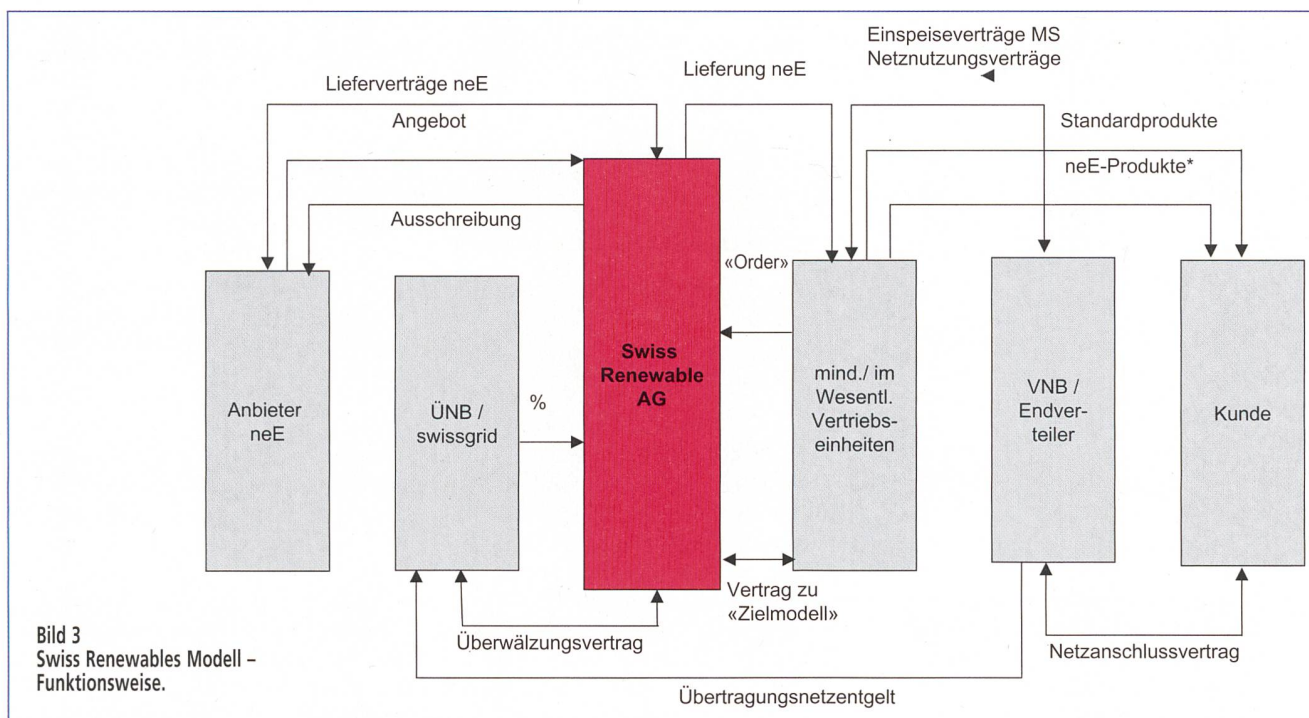 Einspeiseverträge MS
Netznutzungsverträge
Lieferverträge neE
Lieferung neE
Angebot
Standardprodukte
neE-Produkte*
Ausschreibung
«Order»
Anbieter
neE
ÜNB /
swissgrid
%
Swiss
Renewable
AG
mind./ im
Wesentl.
Vertriebs-
einheiten
VNB /
Endver-
teiler
Kunde
Vertrag zu
«Zielmodell»
Überwälzungsvertrag
Netzanschlussvertrag
Übertragungsnetzentgelt
Bild 3
Swiss Renewables Modell –
Funktionsweise.